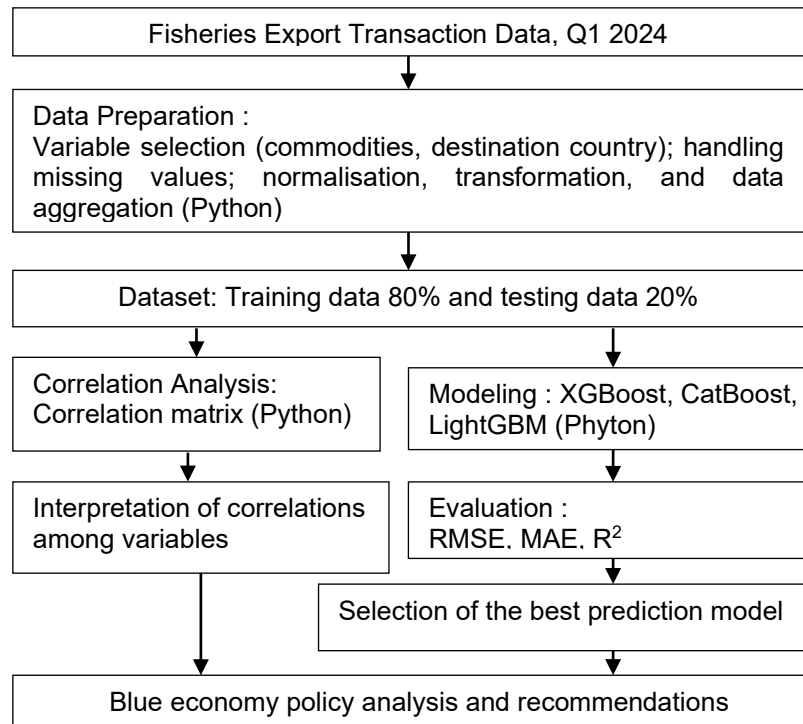 Fisheries Export Transaction Data, Q1 2024
Data Preparation :
Variable selection (commodities, destination country); handling
missing values; normalisation, transformation, and data
aggregation (Python)
Dataset: Training data 80% and testing data 20%
Correlation Analysis:
Correlation matrix (Python)
Modeling : XGBoost, CatBoost,
LightGBM (Phyton)
Interpretation of correlations
among variables
Evaluation :
RMSE, MAE, R²
Selection of the best prediction model
Blue economy policy analysis and recommendations